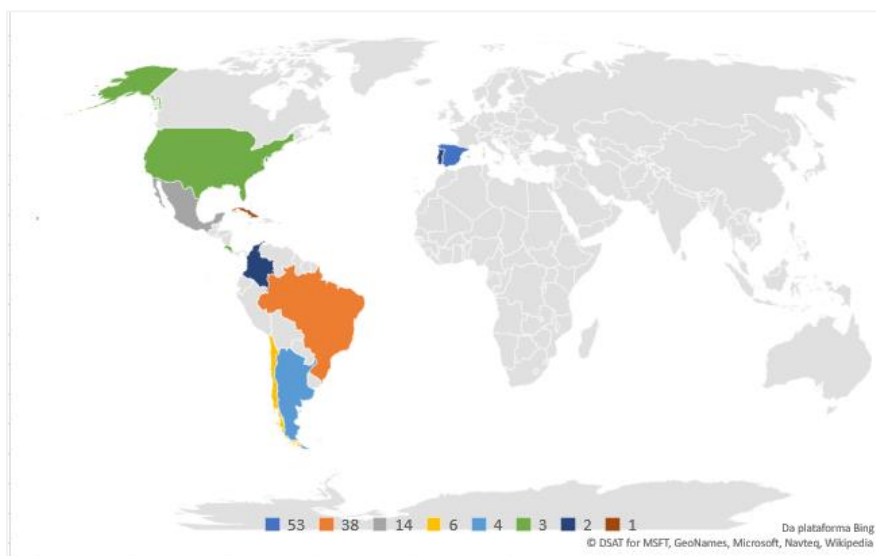 53 38 14 6 4 3 2 1
Da plataforma Bing
© DSAT for MSFT, GeoNames, Microsoft, Navteq, Wikipedia